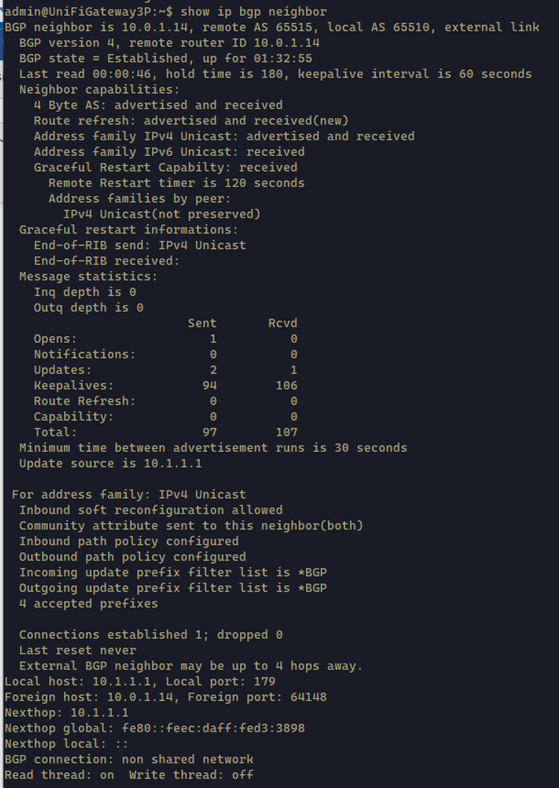 admin@UniFiGateway3P:~$ show ip bgp neighbor
BGP neighbor is 10.0.1.14, remote AS 65515, local AS 65510, external link
BGP version 4, remote router ID 10.0.1.14
BGP state = Established, up for 01:32:55
Last read 00:00:46, hold time is 180, keepalive interval is 60 seconds
Neighbor capabilities:
4 Byte AS: advertised and received
Route refresh: advertised and received(new)
Address family IPv4 Unicast: advertised and received
Address family IPv6 Unicast: received
Graceful Restart Capabilty: received
Remote Restart timer is 120 seconds
Address families by peer:
IPv4 Unicast(not preserved)
Graceful restart informations:
End-of-RIB send: IPv4 Unicast
End-of-RIB received:
Message statistics:
Inq depth is 0
Outq depth is 0
Sent Rcvd
Opens: 1 0
Notifications: 0 0
Updates: 2 1
Keepalives: 94 106
Route Refresh: 0 0
Capability: 0 0
Total: 97 107
Minimum time between advertisement runs is 30 seconds
Update source is 10.1.1.1
For address family: IPv4 Unicast
Inbound soft reconfiguration allowed
Community attribute sent to this neighbor(both)
Inbound path policy configured
Outbound path policy configured
Incoming update prefix filter list is *BGP
Outgoing update prefix filter list is *BGP
4 accepted prefixes
Connections established 1; dropped 0
Last reset never
External BGP neighbor may be up to 4 hops away.
Local host: 10.1.1.1, Local port: 179
Foreign host: 10.0.1.14, Foreign port: 64148
Nexthop: 10.1.1.1
Nexthop global: fe80::feec:daff:fed3:3898
Nexthop local: ::
BGP connection: non shared network
Read thread: on Write thread: off